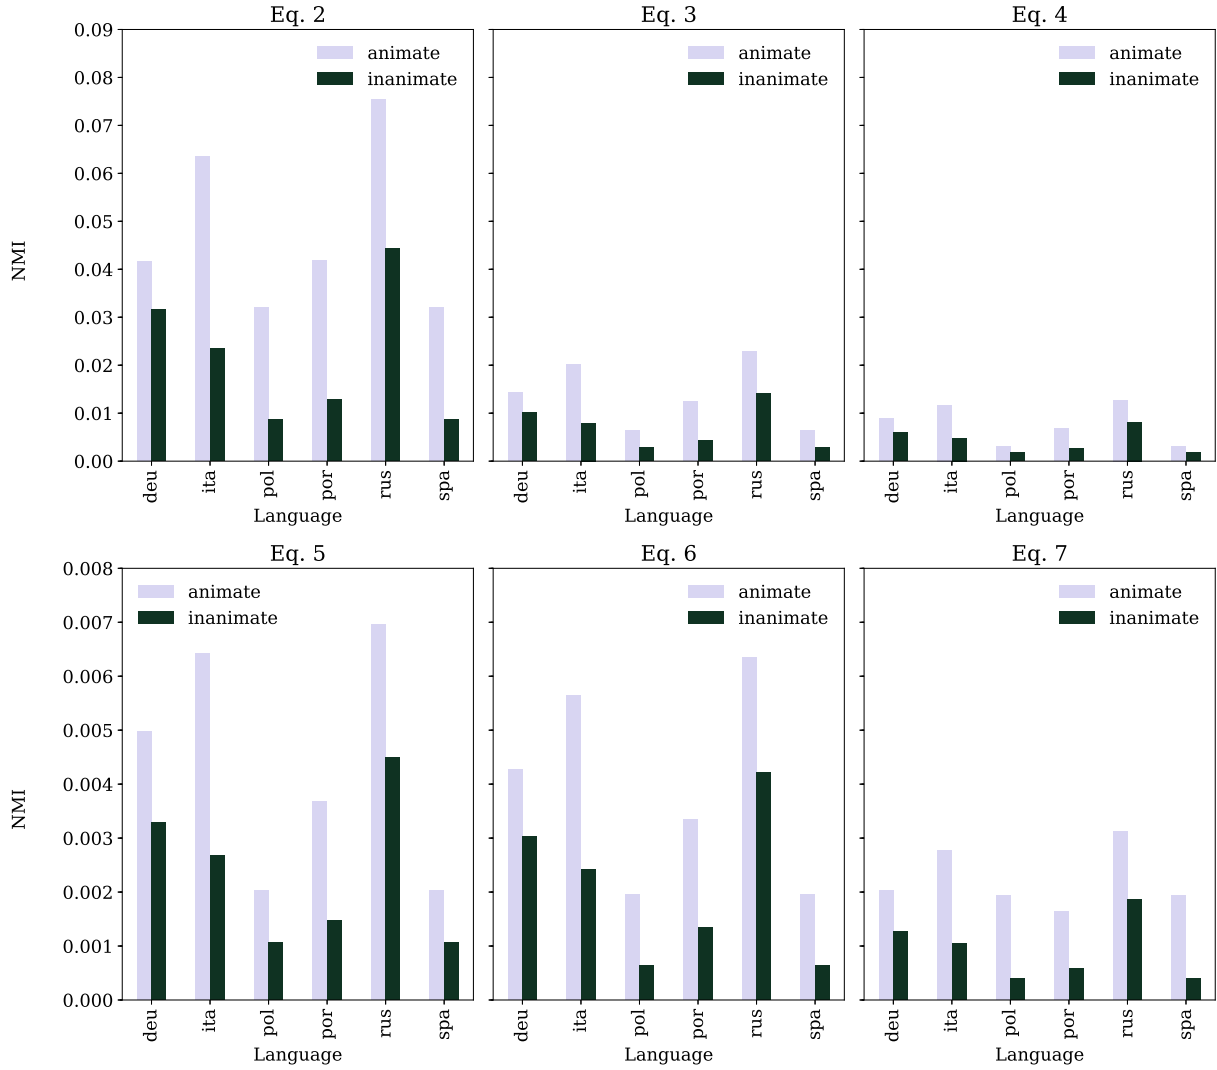 Eq. 2
NMI
0.09
0.08
0.07
0.06
0.05
0.04
0.03
0.02
0.01
0.00
animate
inanimate
deu
ita
pol
por
rus
spa
Language
Eq. 3
animate
inanimate
deu
ita
pol
por
rus
spa
Language
Eq. 4
animate
inanimate
deu
ita
pol
por
rus
spa
Language
Eq. 5
NMI
0.008
0.007
0.006
0.005
0.004
0.003
0.002
0.001
0.000
animate
inanimate
deu
ita
pol
por
rus
spa
Language
Eq. 6
animate
inanimate
deu
ita
pol
por
rus
spa
Language
Eq. 7
animate
inanimate
deu
ita
pol
por
rus
spa
Language